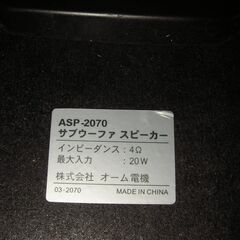 ASP-2070
サブウーファ スピーカー
インピーダンス : 4Ω
最大入力 : 20W
株式会社 オーム電機
03-2070 MADE IN CHINA